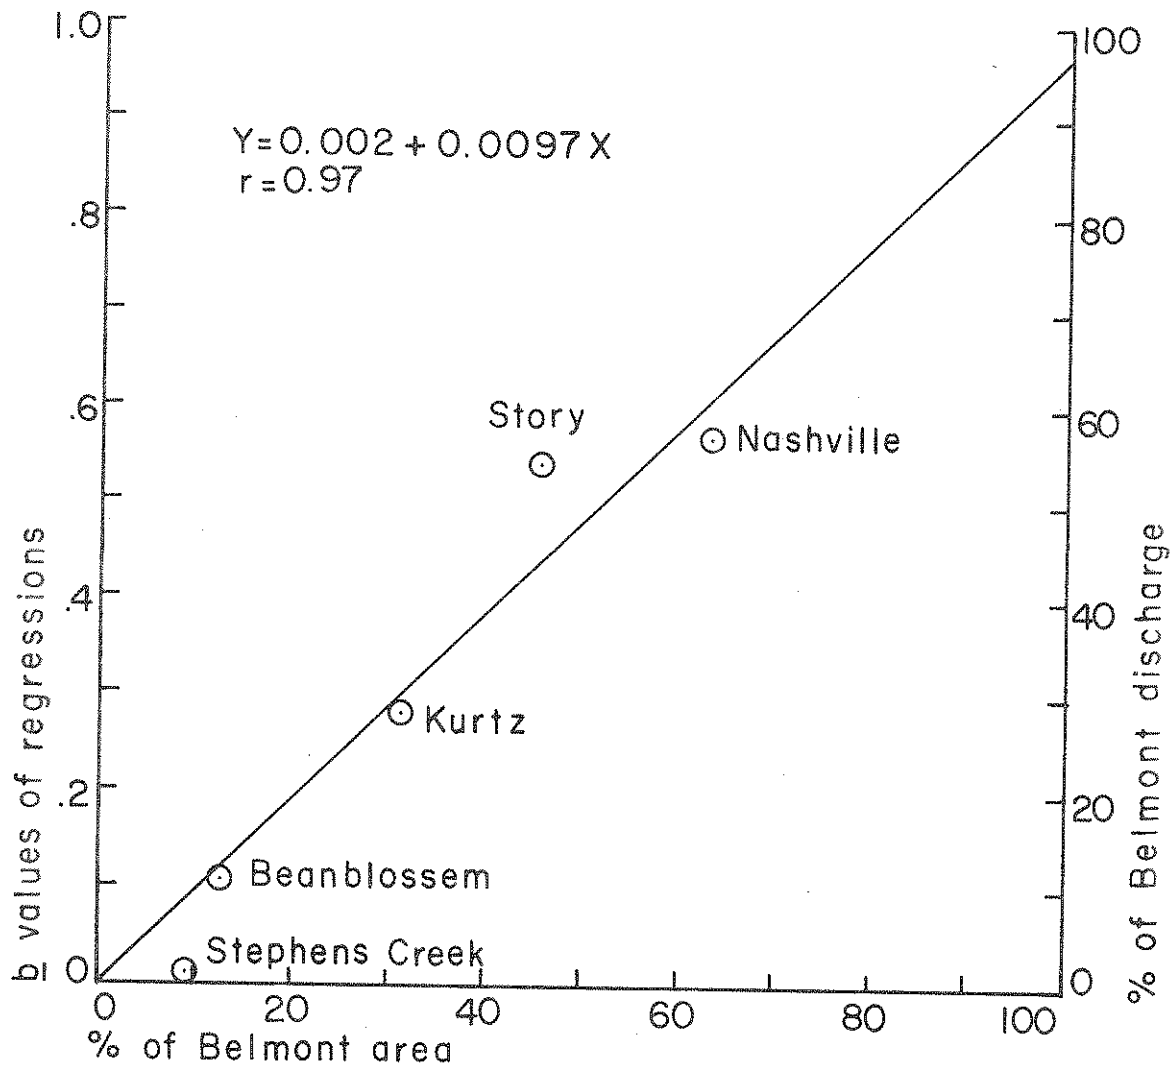 1.0
.8
.6
.4
.2
0
b values of regressions
Y=0.002+0.0097X
r=0.97
Story
Nashville
Kurtz
Beanblossem
Stephens Creek
0 20 40 60 80 100
% of Belmont area
100
80
60
40
20
0
% of Belmont discharge